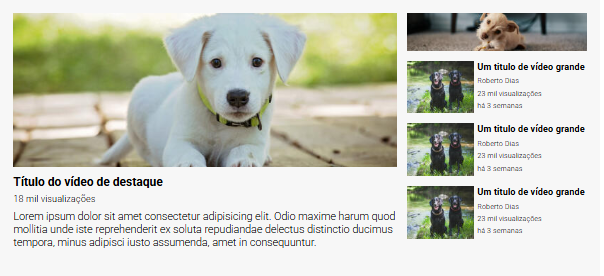 Título do vídeo de destaque
18 mil visualizações
Lorem ipsum dolor sit amet consectetur adipisicing elit. Odio maxime harum quod
mollitia unde iste reprehenderit ex soluta repudiandae delectus distinctio ducimus
tempora, minus adipisci iusto assumenda, amet in consequuntur.
Um titulo de vídeo grande
Roberto Dias
23 mil visualizações
há 3 semanas
Um titulo de vídeo grande
Roberto Dias
23 mil visualizações
há 3 semanas
Um titulo de vídeo grande
Roberto Dias
23 mil visualizações
há 3 semanas